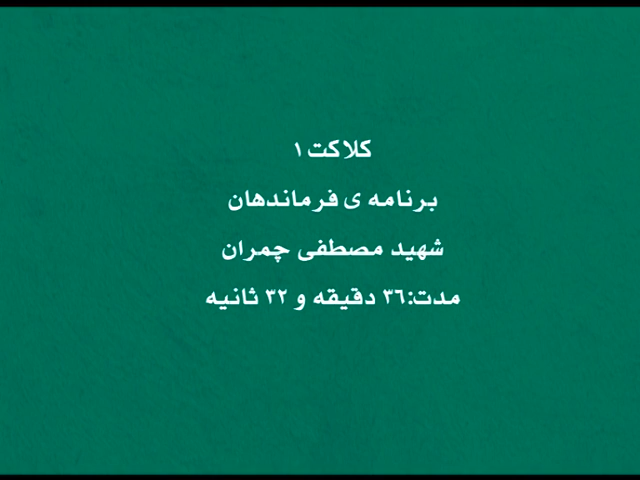 کلاکت ۱
برنامه ی فرماندهان
شهید مصطفی چمران
مدت:۳۶ دقیقه و ۳۲ ثانیه